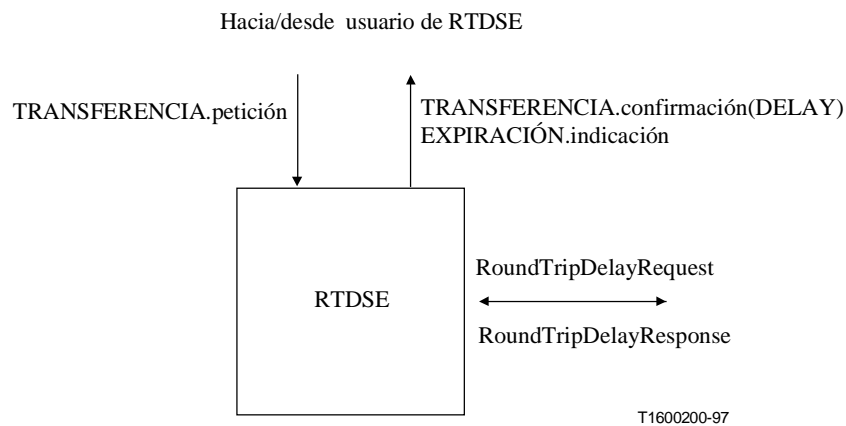 Hacia/desde usuario de RTDSE
TRANSFERENCIA.petición
TRANSFERENCIA.confirmación(DELAY)
EXPIRACIÓN.indicación
RTDSE
RoundTripDelayRequest
RoundTripDelayResponse
T1600200-97